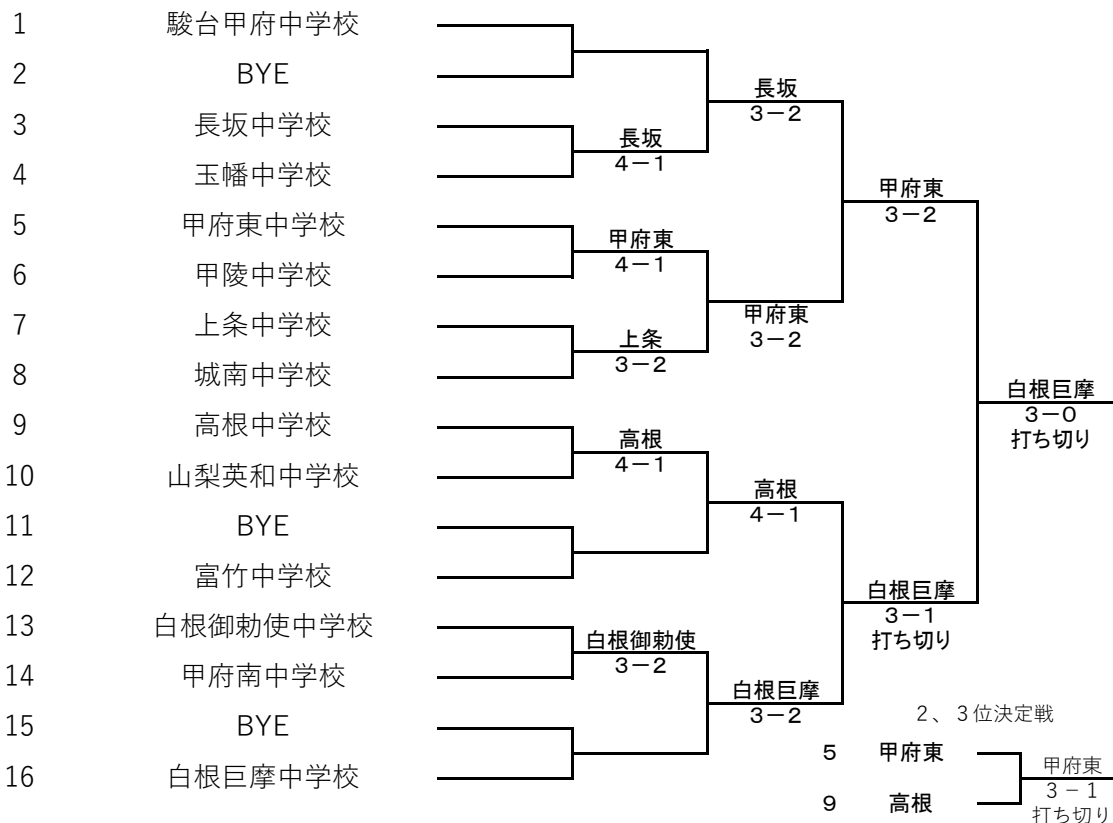 1 駿台甲府中学校
2 BYE
長坂
3－2
3 長坂中学校
長坂
4－1
4 玉幡中学校
甲府東
3－2
5 甲府東中学校
甲府東
4－1
6 甲陵中学校
甲府東
3－2
7 上条中学校
上条
3－2
8 城南中学校
白根巨摩
3－0
打ち切り
9 高根中学校
高根
4－1
10 山梨英和中学校
高根
4－1
11 BYE
12 富竹中学校
白根巨摩
3－1
打ち切り
13 白根御勅使中学校
白根御勅使
3－2
14 甲府南中学校
白根巨摩
3－2
15 BYE
16 白根巨摩中学校
2、3位決定戦
5 甲府東
甲府東
3－1
打ち切り
9 高根